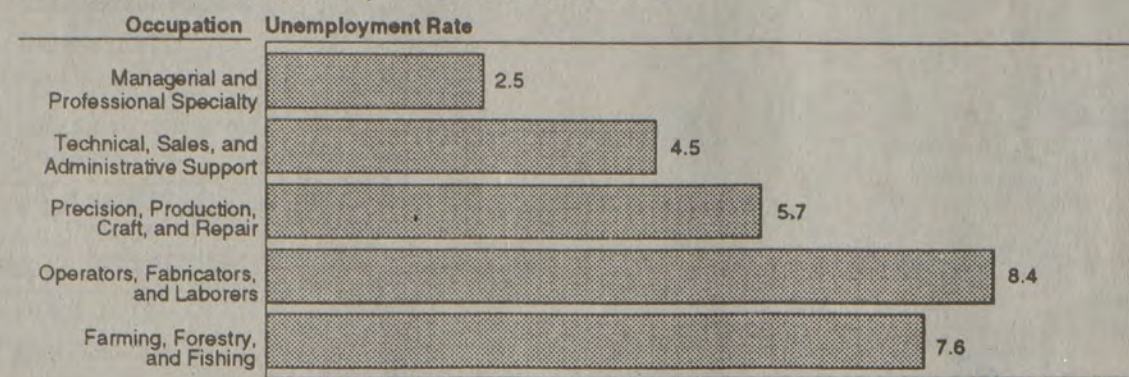 Occupation Unemployment Rate
Managerial and
Professional Specialty
2.5
Technical, Sales, and
Administrative Support
4.5
Precision, Production,
Craft, and Repair
5.7
Operators, Fabricators,
and Laborers
8.4
Farming, Forestry,
and Fishing
7.6